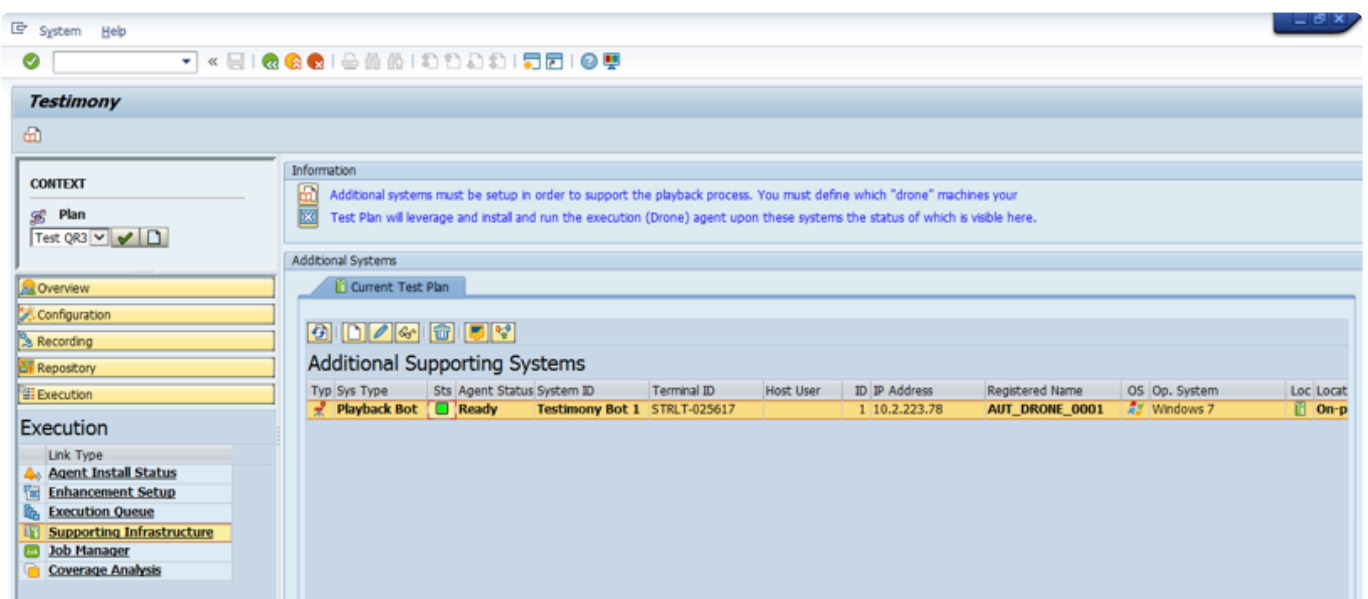 System Help
Testimony
CONTEXT
Plan
Test QR3
Overview
Configuration
Recording
Repository
Execution
Execution
Link Type
Agent Install Status
Enhancement Setup
Execution Queue
Supporting Infrastructure
Job Manager
Coverage Analysis
Information
Additional systems must be setup in order to support the playback process. You must define which "drone" machines your
Test Plan will leverage and install and run the execution (Drone) agent upon these systems the status of which is visible here.
Additional Systems
Current Test Plan
Additional Supporting Systems
Typ Sys Type Sts Agent Status System ID Terminal ID Host User ID IP Address Registered Name OS Op. System Loc Locat
Playback Bot Ready Testimony Bot 1 STRLT-025617 1 10.2.223.78 AUT_DRONE_0001 Windows 7 On-p